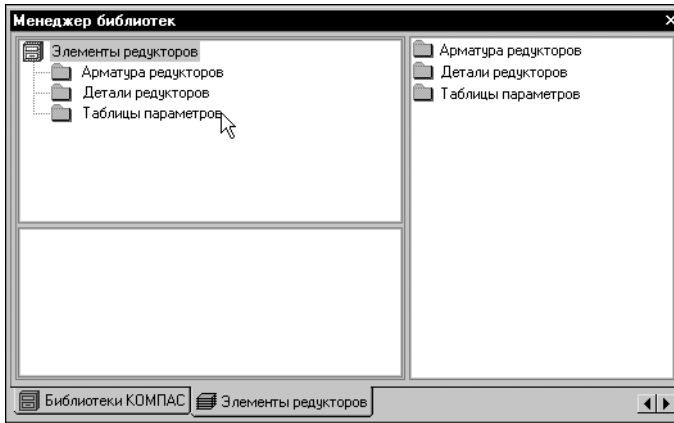 Менеджер библиотек
Элементы редукторов
Арматура редукторов
Детали редукторов
Таблицы параметров
Арматура редукторов
Детали редукторов
Таблицы параметров
Библиотеки КОМПАС
Элементы редукторов